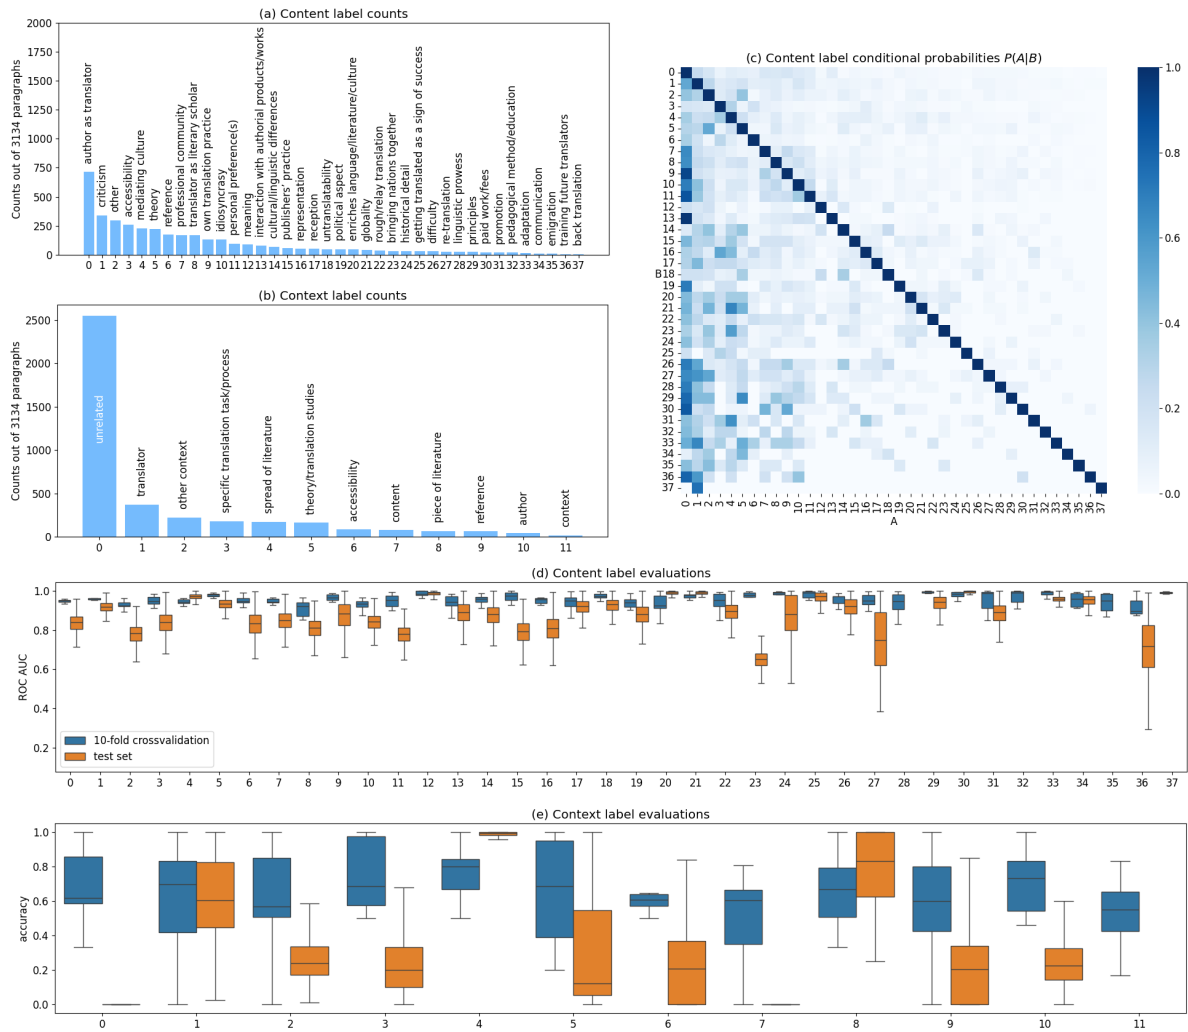 (a) Content label counts
Counts out of 3134 paragraphs
2000
1750
1500
1250
1000
750
500
250
0
author as translator
criticism
other
accessibility
mediating culture
theory
reference
professional community
translator as literary scholar
own translation practice
idiosyncrasy
personal preference(s)
meaning
interaction with authorial products/works
cultural/linguistic differences
publishers' practice
representation
reception
untranslatability
political aspect
enriches language/literature/culture
globality
rough/relay translation
bringing nations together
historical detail
getting translated as a sign of success
difficulty
re-translation
linguistic prowess
principles
paid work/fees
promotion
pedagogical method/education
adaptation
communication
emigration
training future translators
back translation
0 1 2 3 4 5 6 7 8 9 10 11 12 13 14 15 16 17 18 19 20 21 22 23 24 25 26 27 28 29 30 31 32 33 34 35 36 37
(b) Context label counts
Counts out of 3134 paragraphs
2500
2000
1500
1000
500
0
unrelated
translator
other context
specific translation task/process
spread of literature
theory/translation studies
accessibility
content
piece of literature
reference
author
context
0 1 2 3 4 5 6 7 8 9 10 11
(c) Content label conditional probabilities P(A|B)
0
1
2
3
4
5
6
7
8
9
10
11
12
13
14
15
16
17
B18
19
20
21
22
23
24
25
26
27
28
29
30
31
32
33
34
35
36
37
0 1 2 3 4 5 6 7 8 9 10 11 12 13 14 15 16 17 18 19 20 21 22 23 24 25 26 27 28 29 30 31 32 33 34 35 36 37
A
1.0
0.8
0.6
0.4
0.2
0.0
(d) Content label evaluations
ROC AUC
1.0
0.8
0.6
0.4
0.2
10-fold crossvalidation
test set
0 1 2 3 4 5 6 7 8 9 10 11 12 13 14 15 16 17 18 19 20 21 22 23 24 25 26 27 28 29 30 31 32 33 34 35 36 37
(e) Context label evaluations
accuracy
1.0
0.8
0.6
0.4
0.2
0.0
0 1 2 3 4 5 6 7 8 9 10 11